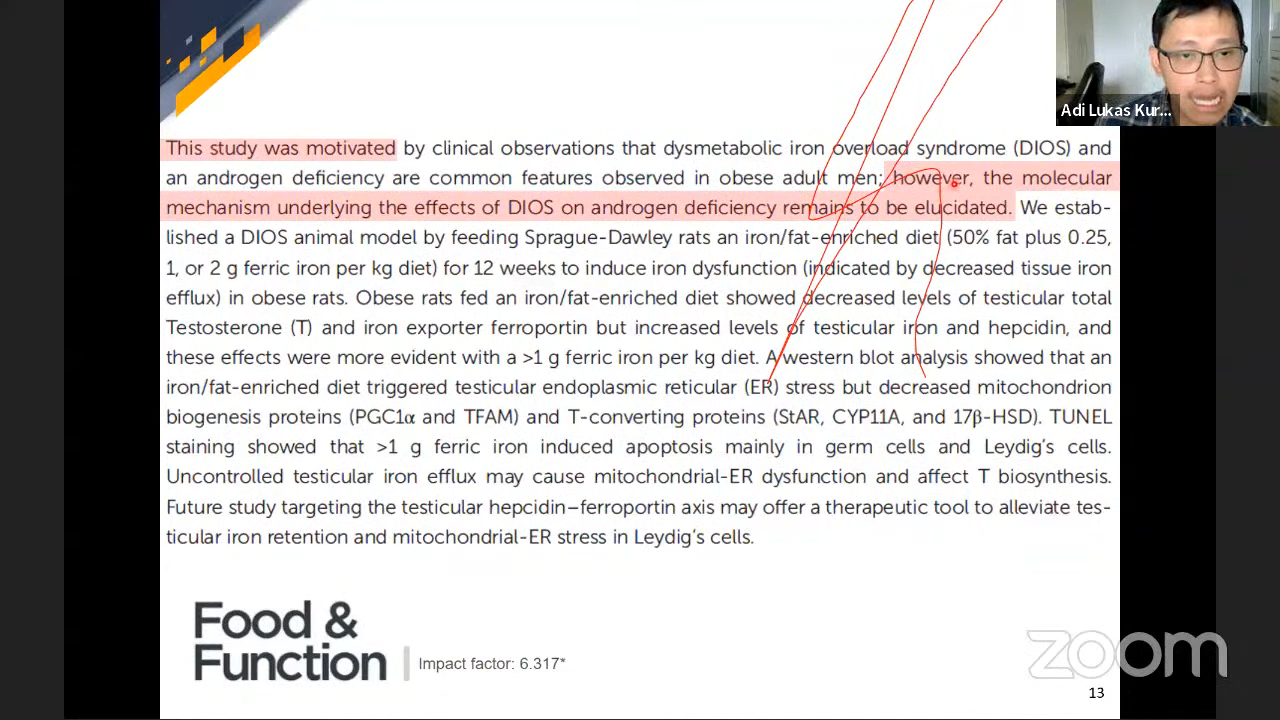 Adi Lukas Kur...
This study was motivated by clinical observations that dysmetabolic iron overload syndrome (DIOS) and
an androgen deficiency are common features observed in obese adult men; however, the molecular
mechanism underlying the effects of DIOS on androgen deficiency remains to be elucidated. We estab-
lished a DIOS animal model by feeding Sprague-Dawley rats an iron/fat-enriched diet (50% fat plus 0.25,
1, or 2 g ferric iron per kg diet) for 12 weeks to induce iron dysfunction (indicated by decreased tissue iron
efflux) in obese rats. Obese rats fed an iron/fat-enriched diet showed decreased levels of testicular total
Testosterone (T) and iron exporter ferroportin but increased levels of testicular iron and hepcidin, and
these effects were more evident with a >1 g ferric iron per kg diet. A western blot analysis showed that an
iron/fat-enriched diet triggered testicular endoplasmic reticular (ER) stress but decreased mitochondrion
biogenesis proteins (PGC1α and TFAM) and T-converting proteins (StAR, CYP11A, and 17β-HSD). TUNEL
staining showed that >1 g ferric iron induced apoptosis mainly in germ cells and Leydig's cells.
Uncontrolled testicular iron efflux may cause mitochondrial-ER dysfunction and affect T biosynthesis.
Future study targeting the testicular hepcidin–ferroportin axis may offer a therapeutic tool to alleviate tes-
ticular iron retention and mitochondrial-ER stress in Leydig's cells.
Food &
Function
Impact factor: 6.317*
zoom
13